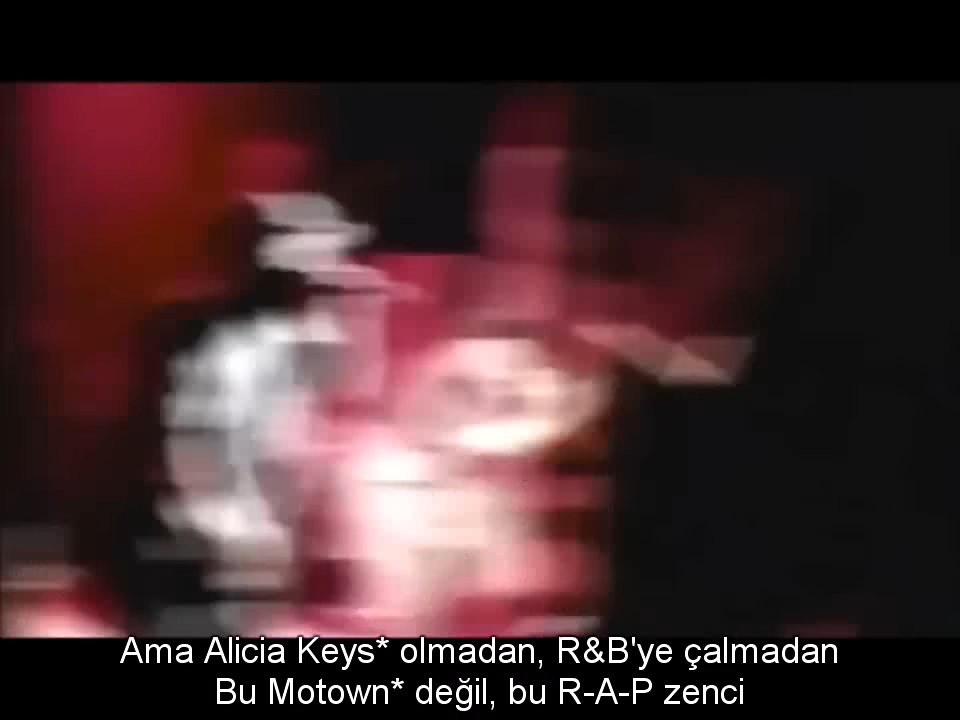 Ama Alicia Keys* olmadan, R&B'ye çalmadan
Bu Motown* değil, bu R-A-P zenci